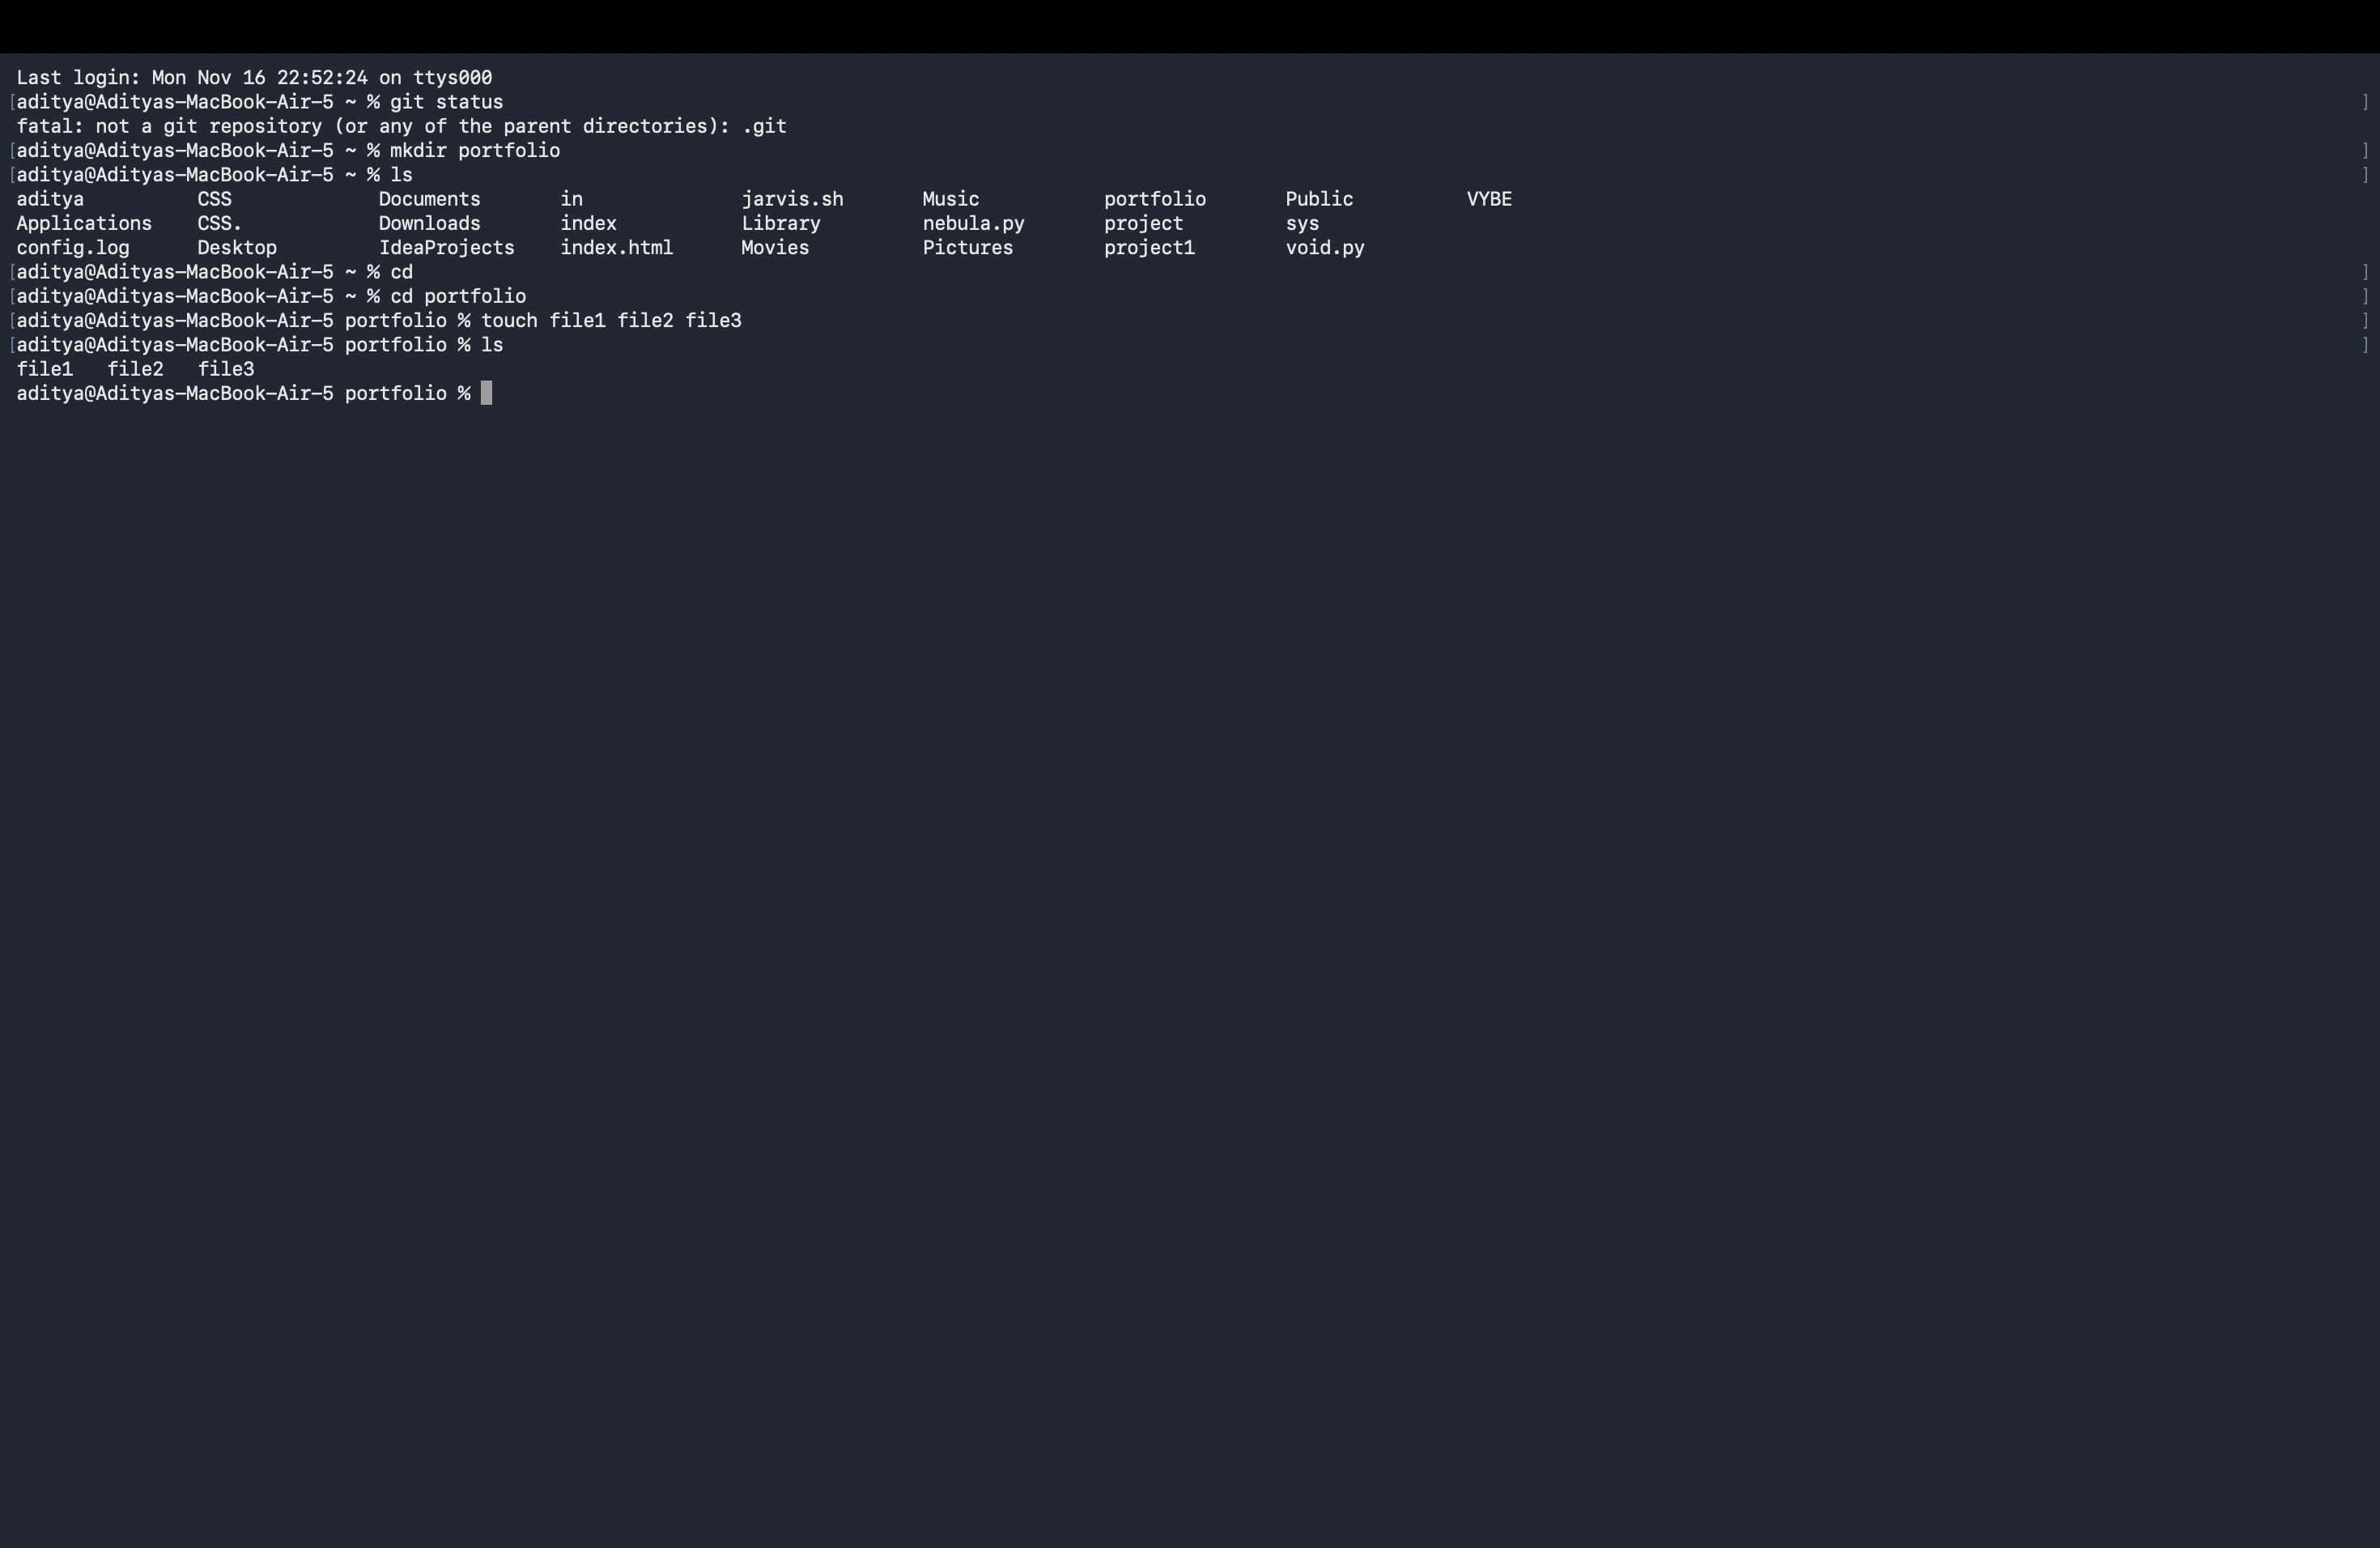 Last login: Mon Nov 16 22:52:24 on ttys000
[aditya@Adityas-MacBook-Air-5 ~ % git status ]
fatal: not a git repository (or any of the parent directories): .git
[aditya@Adityas-MacBook-Air-5 ~ % mkdir portfolio ]
[aditya@Adityas-MacBook-Air-5 ~ % ls ]
aditya CSS Documents in jarvis.sh Music portfolio Public VYBE
Applications CSS. Downloads index Library nebula.py project sys
config.log Desktop IdeaProjects index.html Movies Pictures project1 void.py
[aditya@Adityas-MacBook-Air-5 ~ % cd ]
[aditya@Adityas-MacBook-Air-5 ~ % cd portfolio ]
[aditya@Adityas-MacBook-Air-5 portfolio % touch file1 file2 file3 ]
[aditya@Adityas-MacBook-Air-5 portfolio % ls ]
file1 file2 file3
aditya@Adityas-MacBook-Air-5 portfolio %